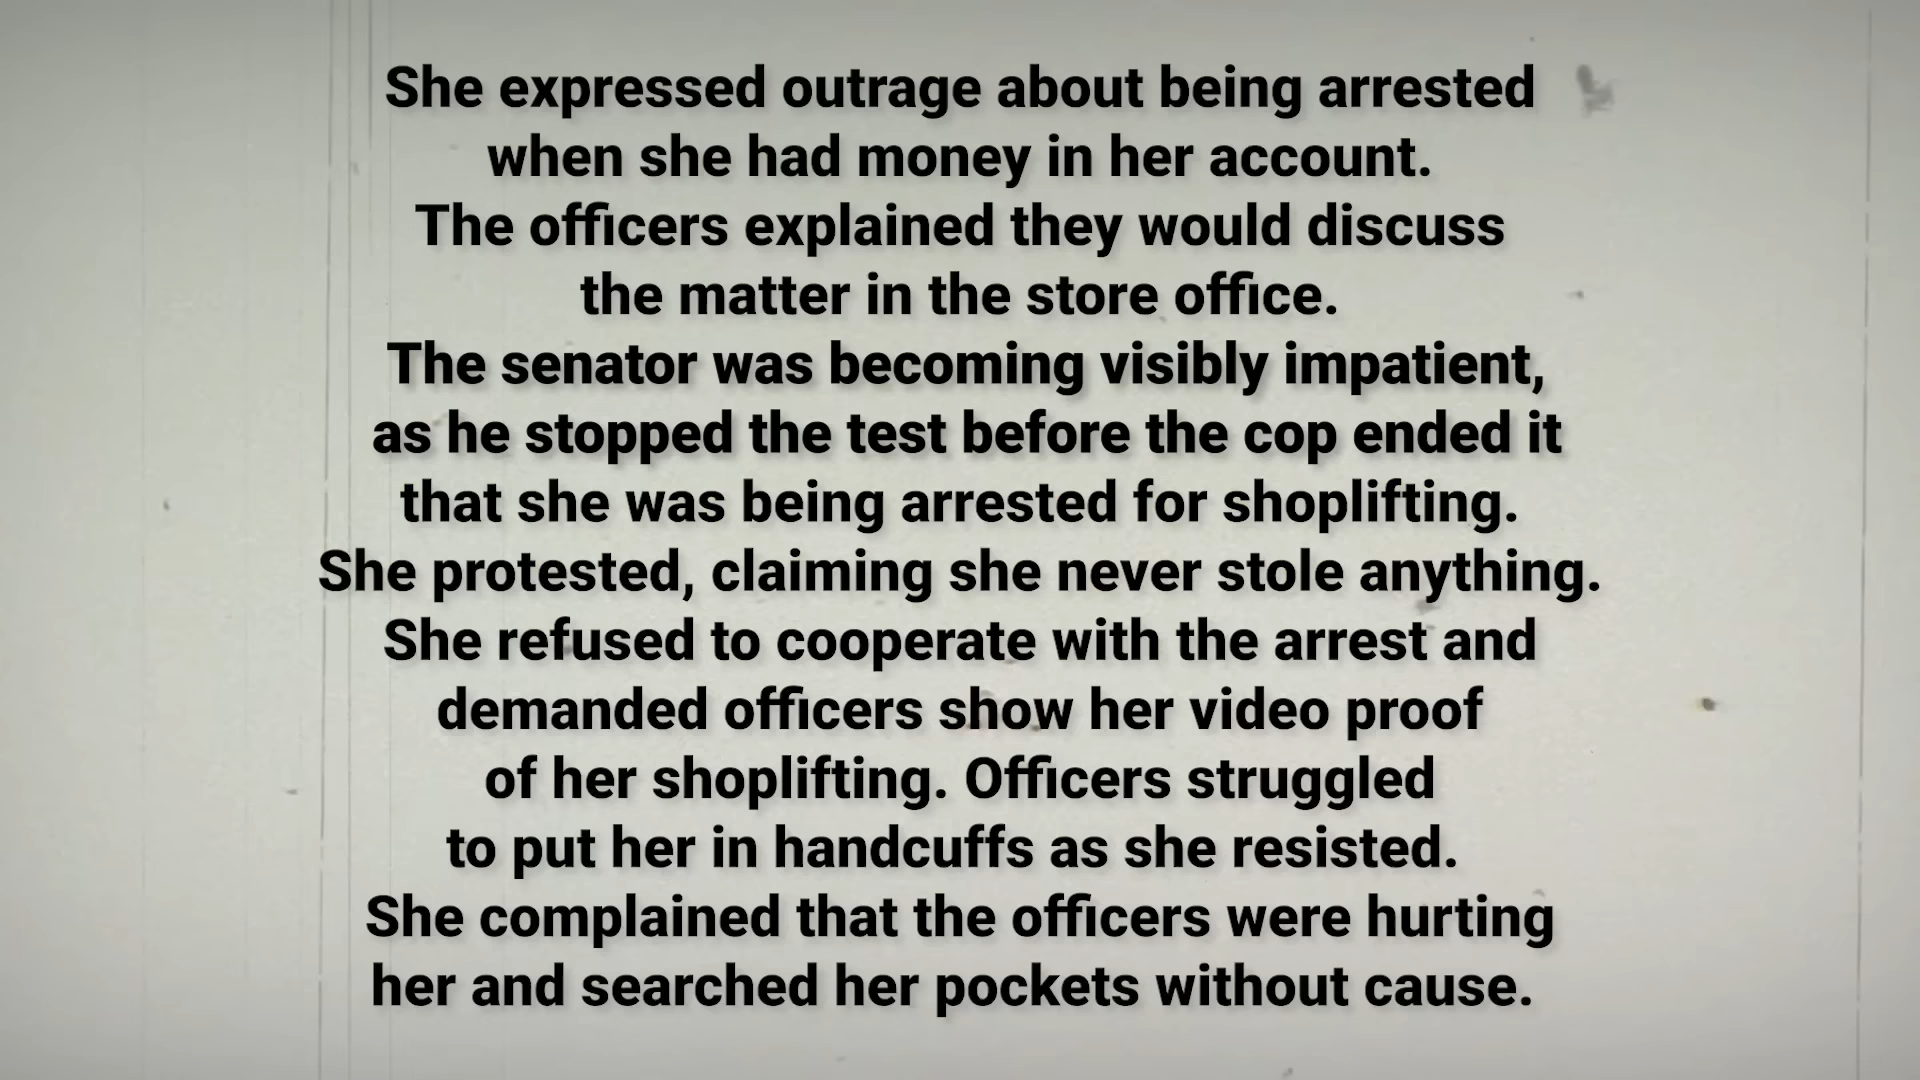 She expressed outrage about being arrested
when she had money in her account.
The officers explained they would discuss
the matter in the store office.
The senator was becoming visibly impatient,
as he stopped the test before the cop ended it
that she was being arrested for shoplifting.
She protested, claiming she never stole anything.
She refused to cooperate with the arrest and
demanded officers show her video proof
of her shoplifting. Officers struggled
to put her in handcuffs as she resisted.
She complained that the officers were hurting
her and searched her pockets without cause.